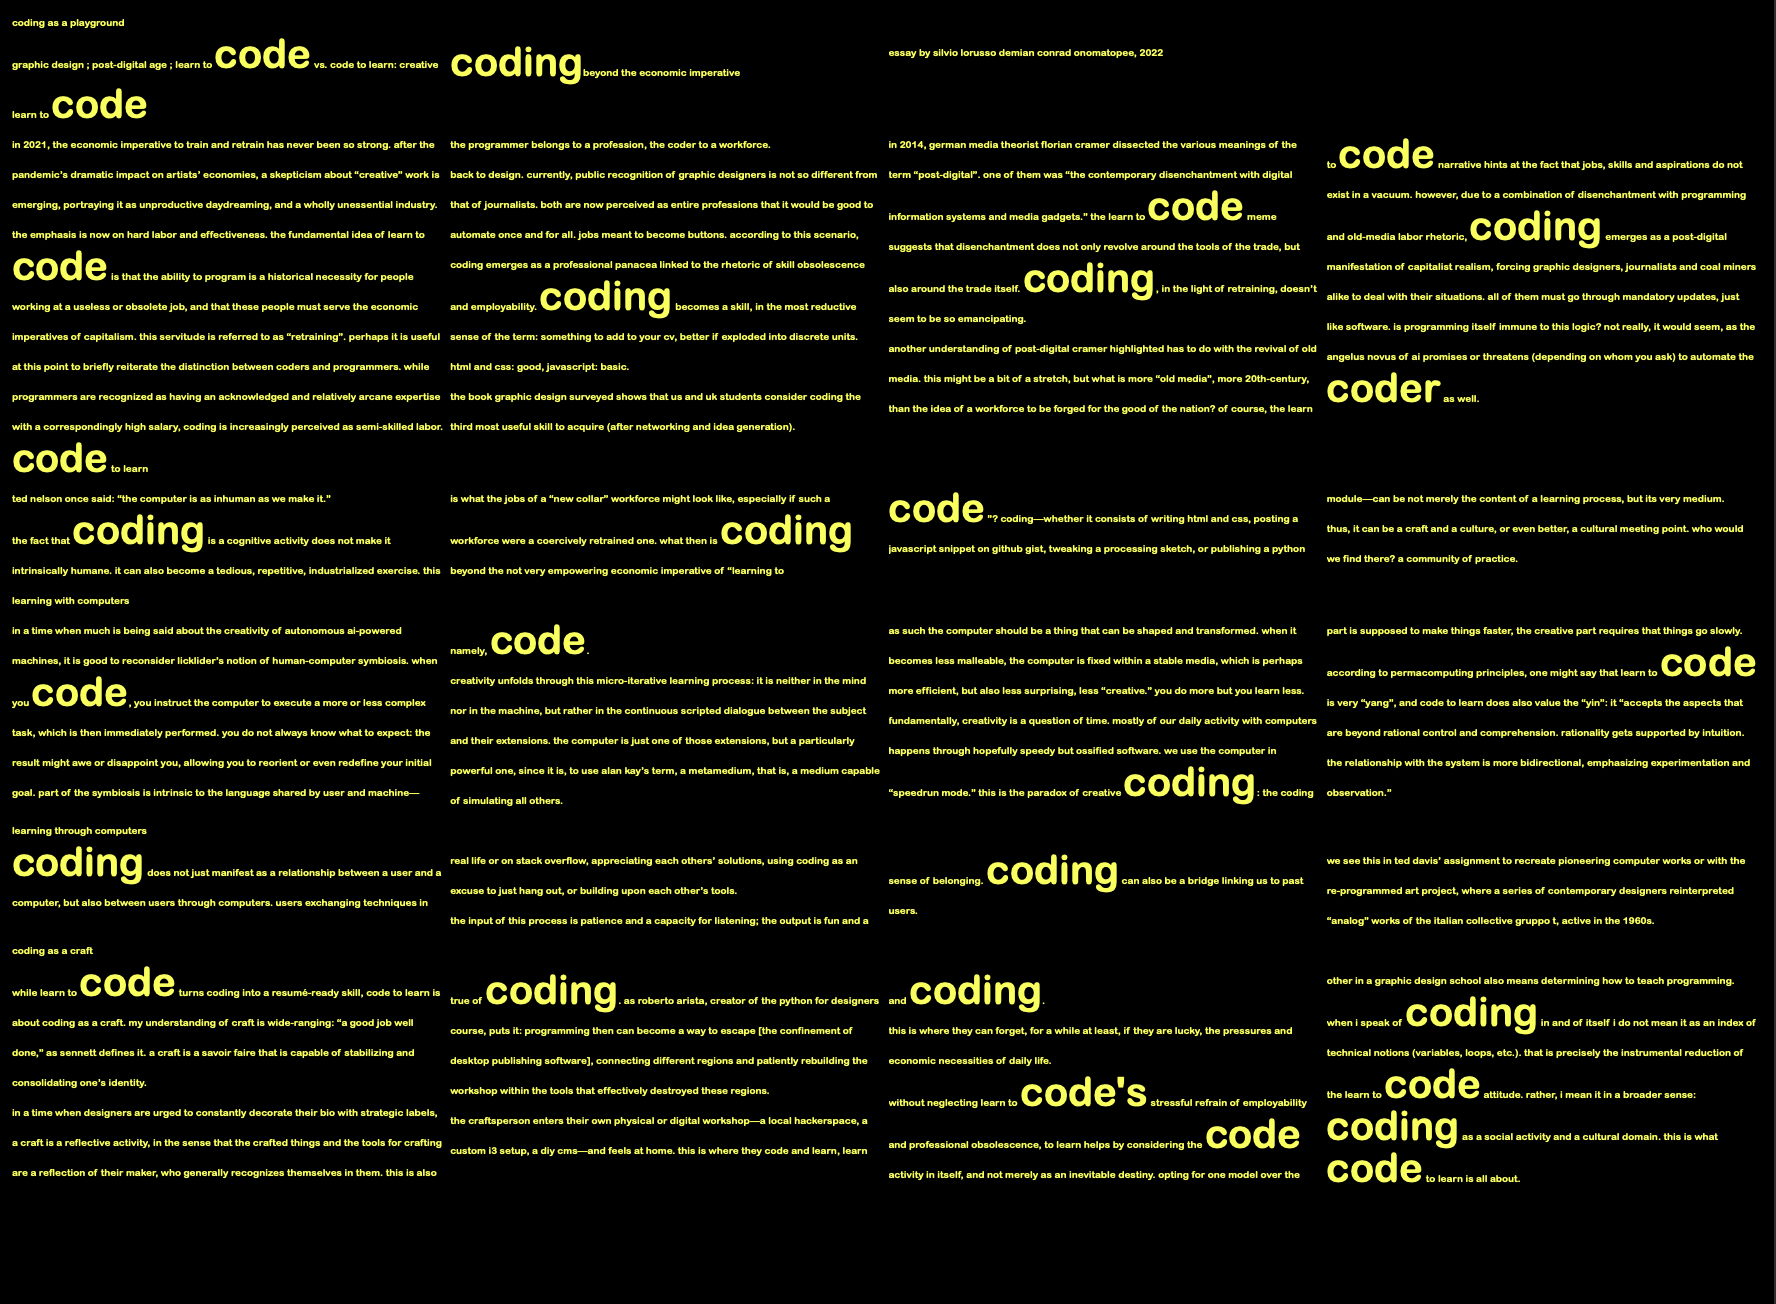 coding as a playground
graphic design ; post-digital age ; learn to code vs. code to learn: creative
coding beyond the economic imperative
essay by silvio lorusso demian conrad onomatopee, 2022
learn to code
in 2021, the economic imperative to train and retrain has never been so strong. after the
pandemic’s dramatic impact on artists’ economies, a skepticism about “creative” work is
emerging, portraying it as unproductive daydreaming, and a wholly unessential industry.
the emphasis is now on hard labor and effectiveness. the fundamental idea of learn to
code is that the ability to program is a historical necessity for people
working at a useless or obsolete job, and that these people must serve the economic
imperatives of capitalism. this servitude is referred to as “retraining”. perhaps it is useful
at this point to briefly reiterate the distinction between coders and programmers. while
programmers are recognized as having an acknowledged and relatively arcane expertise
with a correspondingly high salary, coding is increasingly perceived as semi-skilled labor.
the programmer belongs to a profession, the coder to a workforce.
back to design. currently, public recognition of graphic designers is not so different from
that of journalists. both are now perceived as entire professions that it would be good to
automate once and for all. jobs meant to become buttons. according to this scenario,
coding emerges as a professional panacea linked to the rhetoric of skill obsolescence
and employability. coding becomes a skill, in the most reductive
sense of the term: something to add to your cv, better if exploded into discrete units.
html and css: good, javascript: basic.
the book graphic design surveyed shows that us and uk students consider coding the
third most useful skill to acquire (after networking and idea generation).
in 2014, german media theorist florian cramer dissected the various meanings of the
term “post-digital”. one of them was “the contemporary disenchantment with digital
information systems and media gadgets.” the learn to code meme
suggests that disenchantment does not only revolve around the tools of the trade, but
also around the trade itself. coding, in the light of retraining, doesn’t
seem to be so emancipating.
another understanding of post-digital cramer highlighted has to do with the revival of old
media. this might be a bit of a stretch, but what is more “old media”, more 20th-century,
than the idea of a workforce to be forged for the good of the nation? of course, the learn
to code narrative hints at the fact that jobs, skills and aspirations do not
exist in a vacuum. however, due to a combination of disenchantment with programming
and old-media labor rhetoric, coding emerges as a post-digital
manifestation of capitalist realism, forcing graphic designers, journalists and coal miners
alike to deal with their situations. all of them must go through mandatory updates, just
like software. is programming itself immune to this logic? not really, it would seem, as the
angelus novus of ai promises or threatens (depending on whom you ask) to automate the
coder as well.
code to learn
ted nelson once said: “the computer is as inhuman as we make it.”
the fact that coding is a cognitive activity does not make it
intrinsically humane. it can also become a tedious, repetitive, industrialized exercise. this
is what the jobs of a “new collar” workforce might look like, especially if such a
workforce were a coercively retrained one. what then is coding
beyond the not very empowering economic imperative of “learning to
code ”? coding—whether it consists of writing html and css, posting a
javascript snippet on github gist, tweaking a processing sketch, or publishing a python
module—can be not merely the content of a learning process, but its very medium.
thus, it can be a craft and a culture, or even better, a cultural meeting point. who would
we find there? a community of practice.
learning with computers
in a time when much is being said about the creativity of autonomous ai-powered
machines, it is good to reconsider licklider’s notion of human-computer symbiosis. when
you code, you instruct the computer to execute a more or less complex
task, which is then immediately performed. you do not always know what to expect: the
result might awe or disappoint you, allowing you to reorient or even redefine your initial
goal. part of the symbiosis is intrinsic to the language shared by user and machine—
namely, code.
creativity unfolds through this micro-iterative learning process: it is neither in the mind
nor in the machine, but rather in the continuous scripted dialogue between the subject
and their extensions. the computer is just one of those extensions, but a particularly
powerful one, since it is, to use alan kay’s term, a metamedium, that is, a medium capable
of simulating all others.
as such the computer should be a thing that can be shaped and transformed. when it
becomes less malleable, the computer is fixed within a stable media, which is perhaps
more efficient, but also less surprising, less “creative.” you do more but you learn less.
fundamentally, creativity is a question of time. mostly of our daily activity with computers
happens through hopefully speedy but ossified software. we use the computer in
“speedrun mode.” this is the paradox of creative coding: the coding
part is supposed to make things faster, the creative part requires that things go slowly.
according to permacomputing principles, one might say that learn to code
is very “yang”, and code to learn does also value the “yin”: it “accepts the aspects that
are beyond rational control and comprehension. rationality gets supported by intuition.
the relationship with the system is more bidirectional, emphasizing experimentation and
observation.”
learning through computers
coding does not just manifest as a relationship between a user and a
computer, but also between users through computers. users exchanging techniques in
real life or on stack overflow, appreciating each others’ solutions, using coding as an
excuse to just hang out, or building upon each other’s tools.
the input of this process is patience and a capacity for listening; the output is fun and a
sense of belonging. coding can also be a bridge linking us to past
users.
we see this in ted davis’ assignment to recreate pioneering computer works or with the
re-programmed art project, where a series of contemporary designers reinterpreted
“analog” works of the italian collective gruppo t, active in the 1960s.
coding as a craft
while learn to code turns coding into a resumé-ready skill, code to learn is
about coding as a craft. my understanding of craft is wide-ranging: “a good job well
done,” as sennett defines it. a craft is a savoir faire that is capable of stabilizing and
consolidating one’s identity.
in a time when designers are urged to constantly decorate their bio with strategic labels,
a craft is a reflective activity, in the sense that the crafted things and the tools for crafting
are a reflection of their maker, who generally recognizes themselves in them. this is also
true of coding. as roberto arista, creator of the python for designers
course, puts it: programming then can become a way to escape [the confinement of
desktop publishing software], connecting different regions and patiently rebuilding the
workshop within the tools that effectively destroyed these regions.
the craftsperson enters their own physical or digital workshop—a local hackerspace, a
custom i3 setup, a diy cms—and feels at home. this is where they code and learn, learn
and coding.
this is where they can forget, for a while at least, if they are lucky, the pressures and
economic necessities of daily life.
without neglecting learn to code's stressful refrain of employability
and professional obsolescence, to learn helps by considering the code
activity in itself, and not merely as an inevitable destiny. opting for one model over the
other in a graphic design school also means determining how to teach programming.
when i speak of coding in and of itself i do not mean it as an index of
technical notions (variables, loops, etc.). that is precisely the instrumental reduction of
the learn to code attitude. rather, i mean it in a broader sense:
coding as a social activity and a cultural domain. this is what
code to learn is all about.